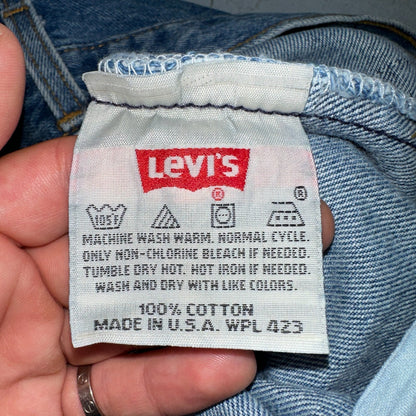 Levi's
®
®
105°F
MACHINE WASH WARM. NORMAL CYCLE.
ONLY NON-CHLORINE BLEACH IF NEEDED.
TUMBLE DRY HOT. HOT IRON IF NEEDED.
WASH AND DRY WITH LIKE COLORS.
100% COTTON
MADE IN U.S.A. WPL 423